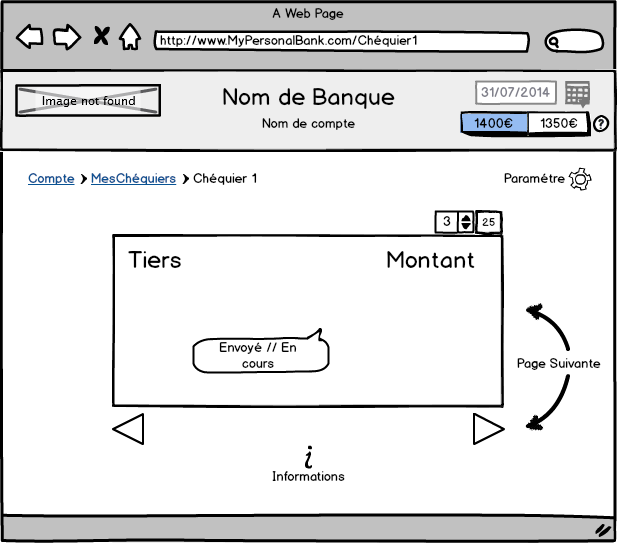 A Web Page
http://www.MyPersonalBank.com/Chéquier1
Image not found
Nom de Banque
Nom de compte
31/07/2014
1400€ 1350€ ?
Compte MesChéquiers Chéquier 1
Paramétre
3 25
Tiers Montant
Envoyé // En
cours
Page Suivante
i
Informations